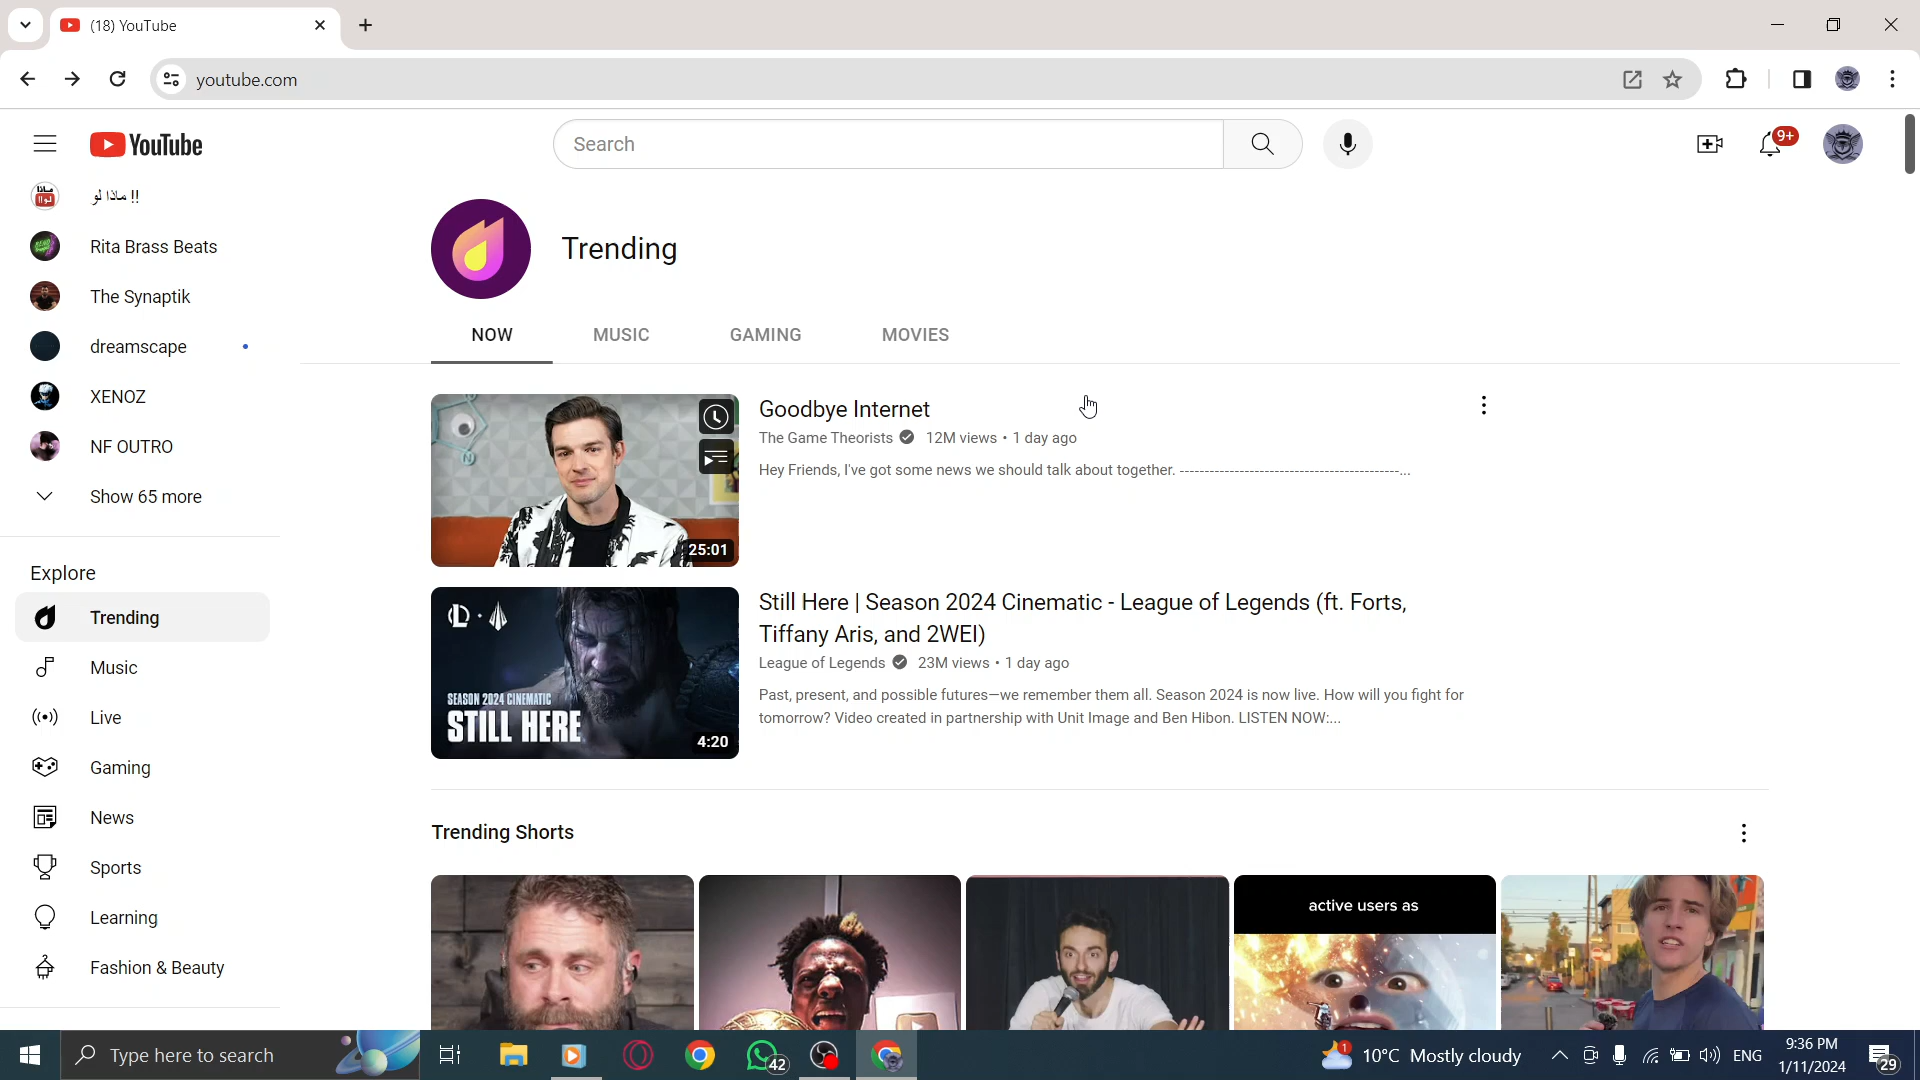 (18) YouTube
youtube.com
YouTube
Search
9+
ماذا لو !!
Rita Brass Beats
The Synaptik
dreamscape
XENOZ
NF OUTRO
Show 65 more
Explore
Trending
Music
Live
Gaming
News
Sports
Learning
Fashion & Beauty
Trending
NOW MUSIC GAMING MOVIES
25:01
Goodbye Internet
The Game Theorists 12M views • 1 day ago
Hey Friends, I've got some news we should talk about together. -------------------------------------------...
SEASON 2024 CINEMATIC
STILL HERE
4:20
Still Here | Season 2024 Cinematic - League of Legends (ft. Forts,
Tiffany Aris, and 2WEI)
League of Legends 23M views • 1 day ago
Past, present, and possible futures—we remember them all. Season 2024 is now live. How will you fight for
tomorrow? Video created in partnership with Unit Image and Ben Hibon. LISTEN NOW:...
Trending Shorts
active users as
Type here to search
42
1
10°C Mostly cloudy
ENG
9:36 PM
1/11/2024
29